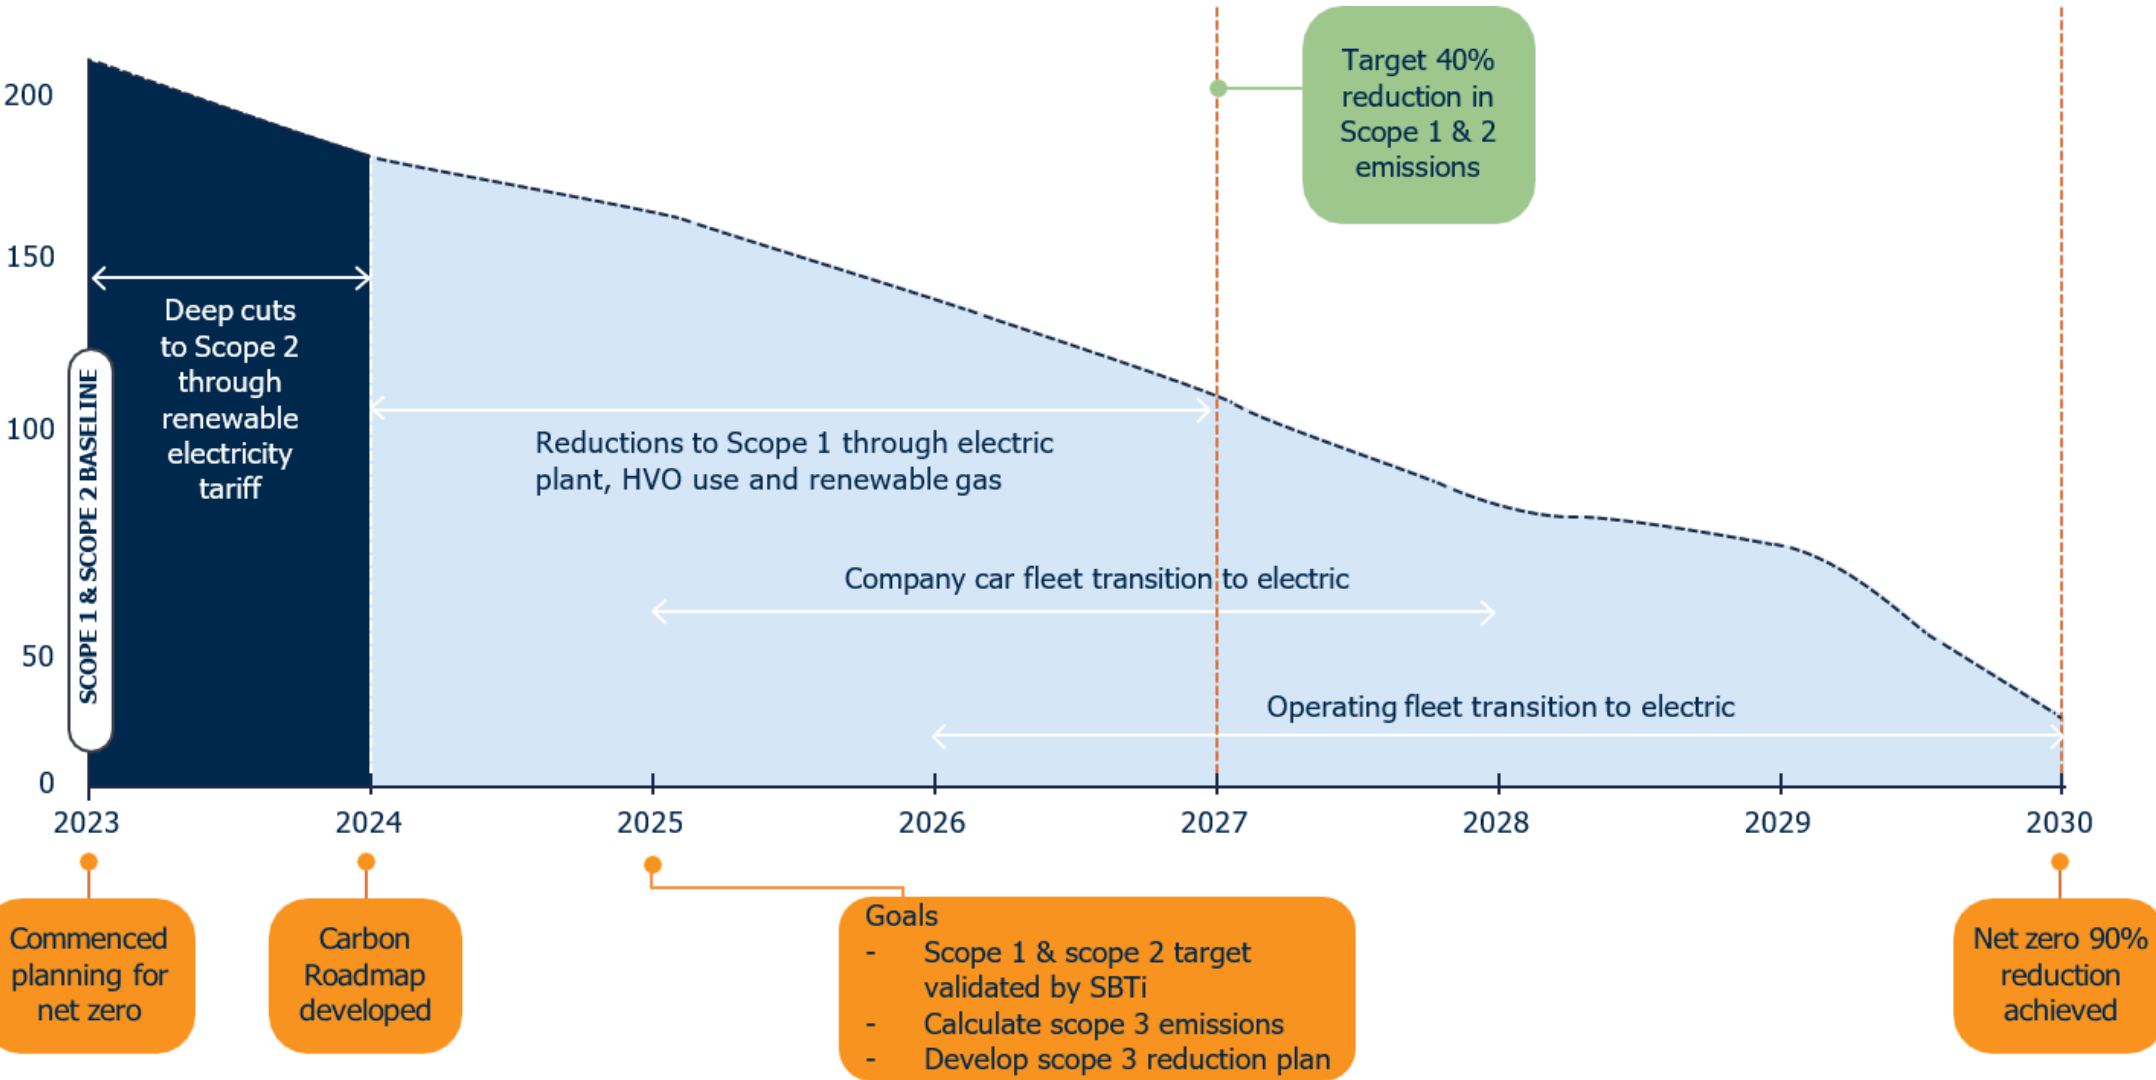 Target 40%
reduction in
Scope 1 & 2
emissions
200
150
100
50
0
SCOPE 1 & SCOPE 2 BASELINE
Deep cuts
to Scope 2
through
renewable
electricity
tariff
Reductions to Scope 1 through electric
plant, HVO use and renewable gas
Company car fleet transition to electric
Operating fleet transition to electric
2023 2024 2025 2026 2027 2028 2029 2030
Commenced
planning for
net zero
Carbon
Roadmap
developed
Goals
- Scope 1 & scope 2 target
validated by SBTi
- Calculate scope 3 emissions
- Develop scope 3 reduction plan
Net zero 90%
reduction
achieved